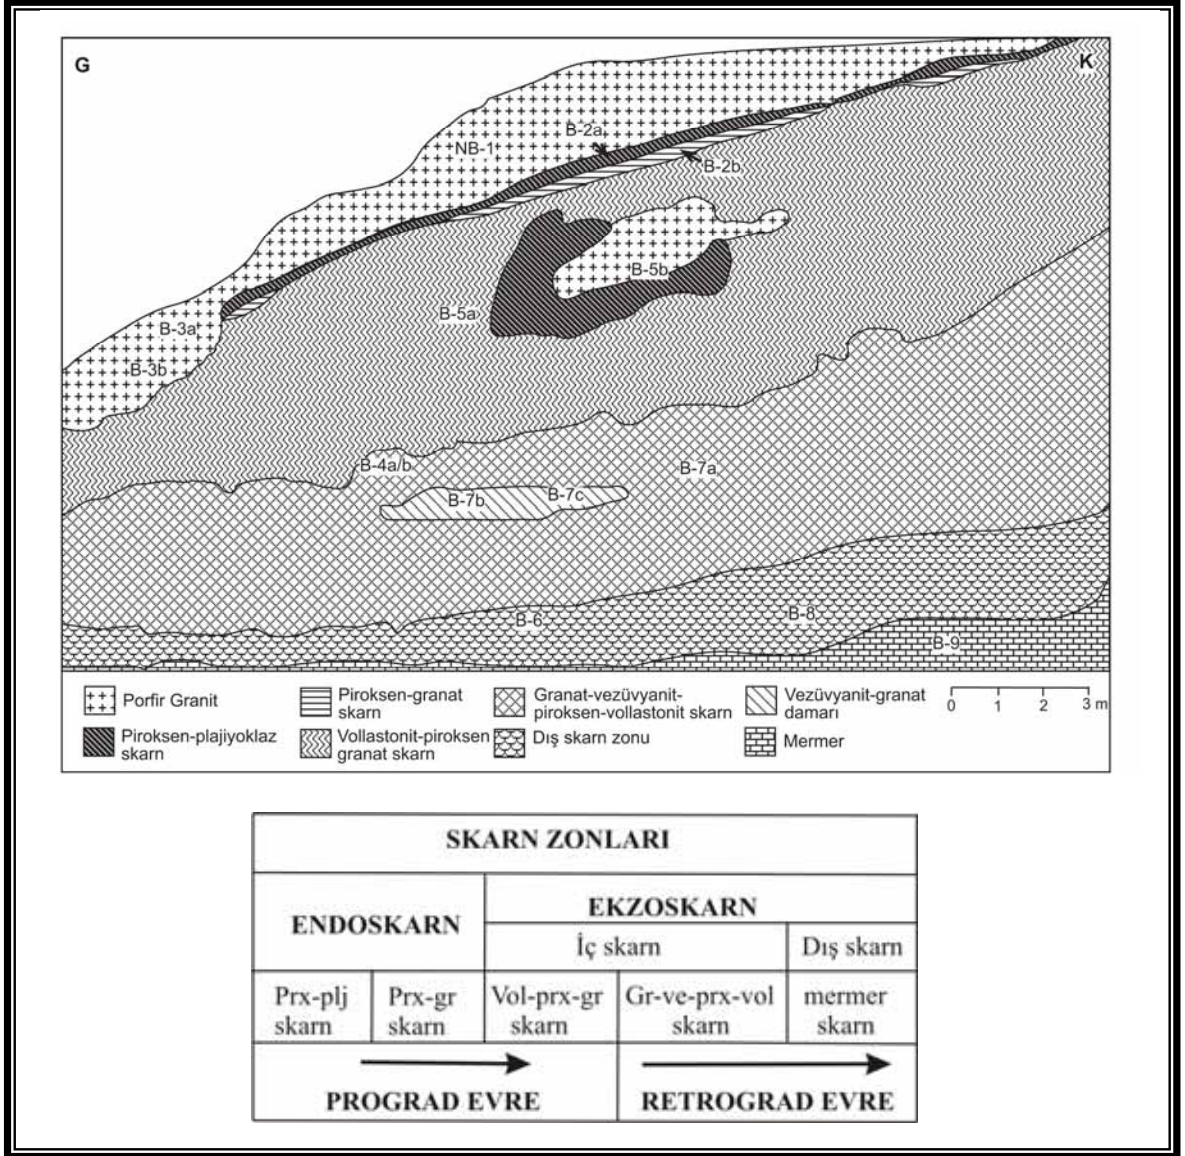 G
K
B-2a
NB-1
B-2b
B-5b
B-5a
B-3a
B-3b
B-4a/b
B-7a
B-7b
B-7c
B-6
B-8
B-9
Porfir Granit
Piroksen-granat
skarn
Granat-vezüvyanit-
piroksen-vollastonit skarn
Vezüvyanit-granat
damarı
0 1 2 3 m
Piroksen-plajiyoklaz
skarn
Vollastonit-piroksen
granat skarn
Dış skarn zonu
Mermer
SKARN ZONLARI
ENDOSKARN
EKZOSKARN
İç skarn
Dış skarn
Prx-plj
skarn
Prx-gr
skarn
Vol-prx-gr
skarn
Gr-ve-prx-vol
skarn
mermer
skarn
PROGRAD EVRE
RETROGRAD EVRE